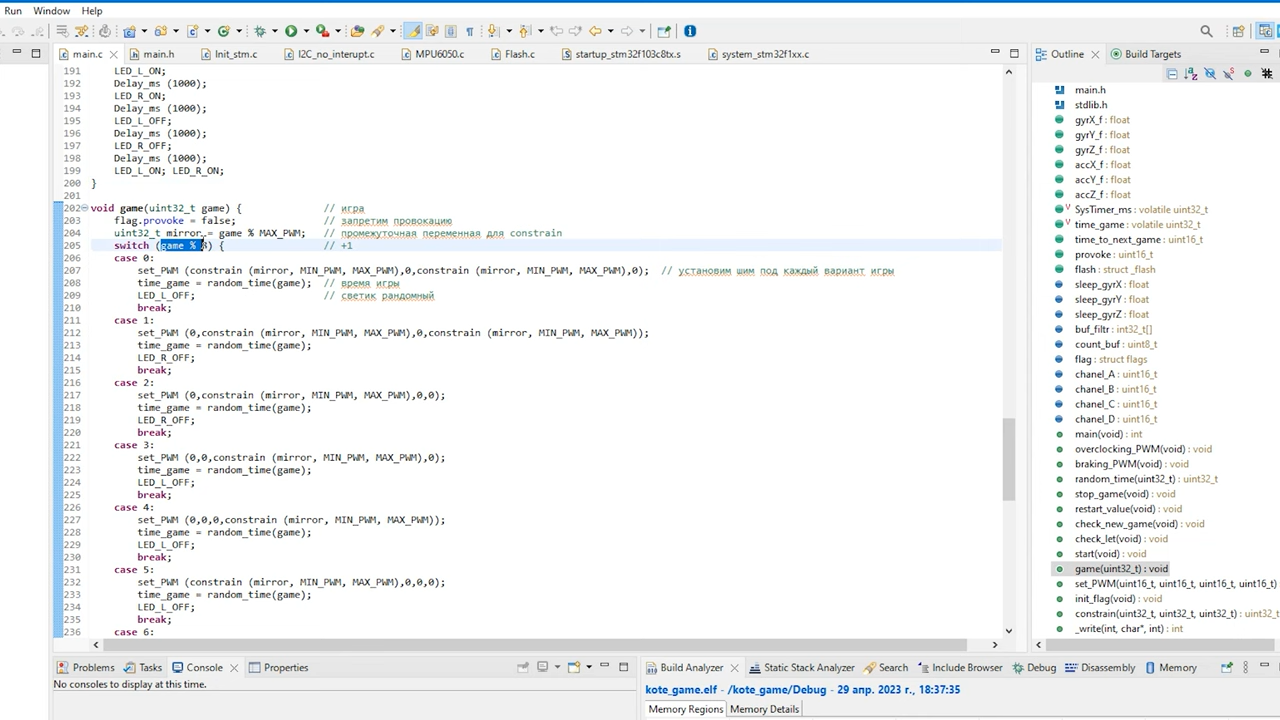 Run Window Help
main.c main.h Init_stm.c I2C_no_interupt.c MPU6050.c Flash.c startup_stm32f103c8tx.s system_stm32f1xx.c
191 LED_L_ON;
192 Delay_ms (1000);
193 LED_R_ON;
194 Delay_ms (1000);
195 LED_L_OFF;
196 Delay_ms (1000);
197 LED_R_OFF;
198 Delay_ms (1000);
199 LED_L_ON; LED_R_ON;
200 }
201
202 void game(uint32_t game) { // игра
203 flag.provoke = false; // запретим провокацию
204 uint32_t mirror = game % MAX_PWM; // промежуточная переменная для constrain
205 switch (game % ) { // +1
206 case 0:
207 set_PWM (constrain (mirror, MIN_PWM, MAX_PWM),0,constrain (mirror, MIN_PWM, MAX_PWM),0); // установим шим под каждый вариант игры
208 time_game = random_time(game); // время игры
209 LED_L_OFF; // светик рандомный
210 break;
211 case 1:
212 set_PWM (0,constrain (mirror, MIN_PWM, MAX_PWM),0,constrain (mirror, MIN_PWM, MAX_PWM));
213 time_game = random_time(game);
214 LED_R_OFF;
215 break;
216 case 2:
217 set_PWM (0,constrain (mirror, MIN_PWM, MAX_PWM),0,0);
218 time_game = random_time(game);
219 LED_R_OFF;
220 break;
221 case 3:
222 set_PWM (0,0,constrain (mirror, MIN_PWM, MAX_PWM),0);
223 time_game = random_time(game);
224 LED_L_OFF;
225 break;
226 case 4:
227 set_PWM (0,0,0,constrain (mirror, MIN_PWM, MAX_PWM));
228 time_game = random_time(game);
229 LED_L_OFF;
230 break;
231 case 5:
232 set_PWM (constrain (mirror, MIN_PWM, MAX_PWM),0,0,0);
233 time_game = random_time(game);
234 LED_L_OFF;
235 break;
236 case 6:
Outline Build Targets
main.h
stdlib.h
gyrX_f : float
gyrY_f : float
gyrZ_f : float
accX_f : float
accY_f : float
accZ_f : float
SysTimer_ms : volatile uint32_t
time_game : volatile uint32_t
time_to_next_game : uint16_t
provoke : uint16_t
flash : struct _flash
sleep_gyrX : float
sleep_gyrY : float
sleep_gyrZ : float
buf_filtr : int32_t[]
count_buf : uint8_t
flag : struct flags
chanel_A : uint16_t
chanel_B : uint16_t
chanel_C : uint16_t
chanel_D : uint16_t
main(void) : int
overclocking_PWM(void) : void
braking_PWM(void) : void
random_time(uint32_t) : uint32_t
stop_game(void) : void
restart_value(void) : void
check_new_game(void) : void
check_let(void) : void
start(void) : void
game(uint32_t) : void
set_PWM(uint16_t, uint16_t, uint16_t, uint16_t)
init_flag(void) : void
constrain(uint32_t, uint32_t, uint32_t) : uint32_t
_write(int, char*, int) : int
Problems Tasks Console Properties
No consoles to display at this time.
Build Analyzer Static Stack Analyzer Search Include Browser Debug Disassembly Memory
kote_game.elf - /kote_game/Debug - 29 апр. 2023 г., 18:37:35
Memory Regions Memory Details